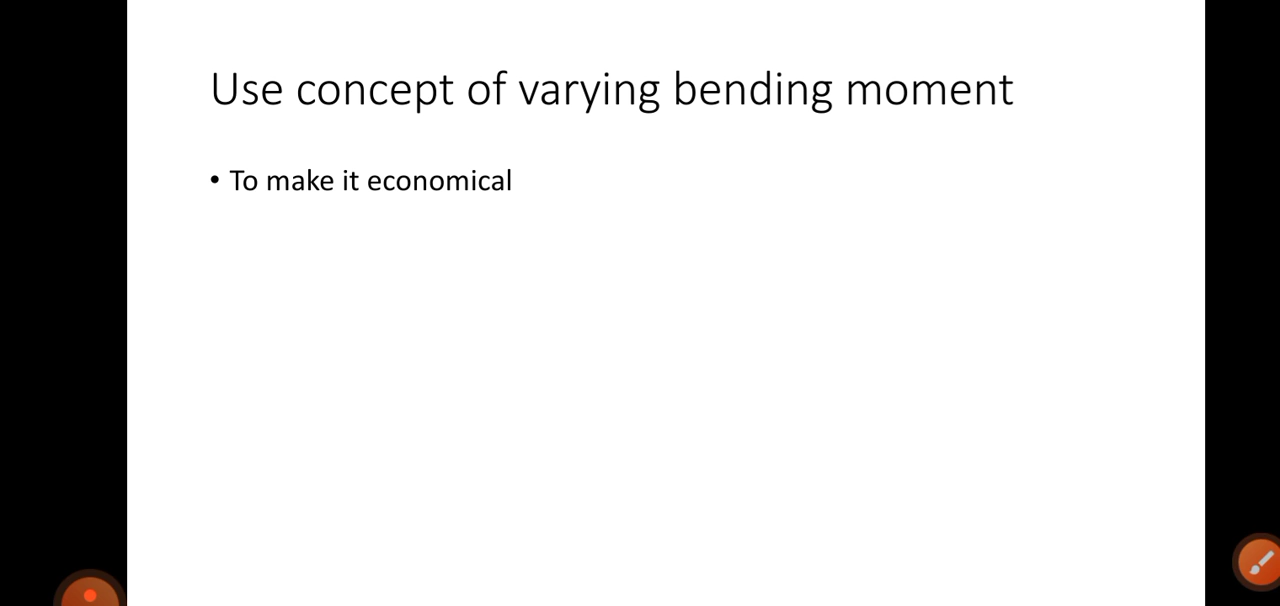 Use concept of varying bending moment
• To make it economical